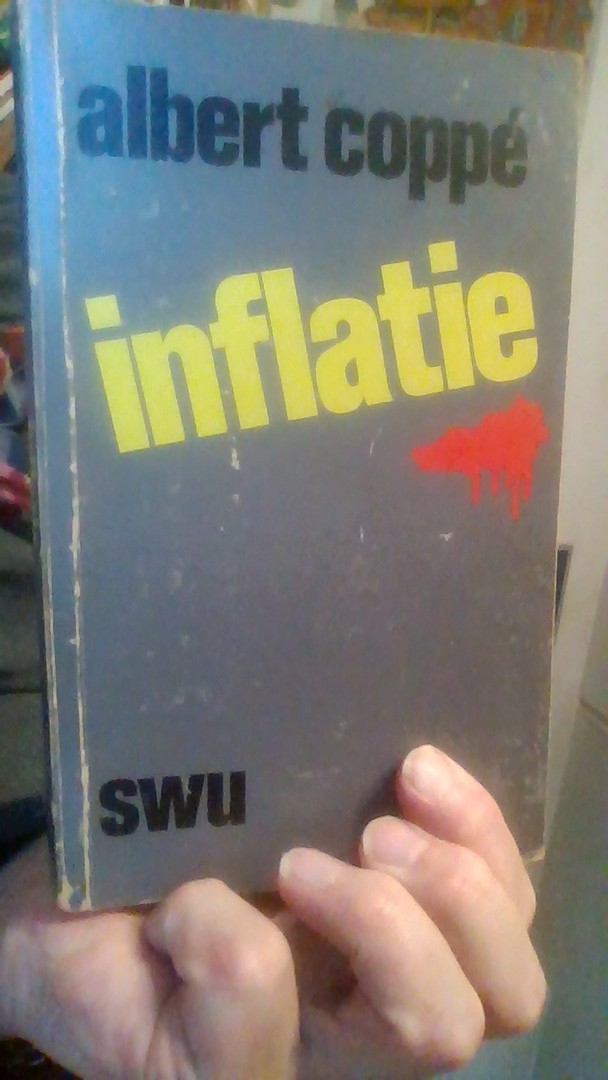 albert coppé
inflatie
swu